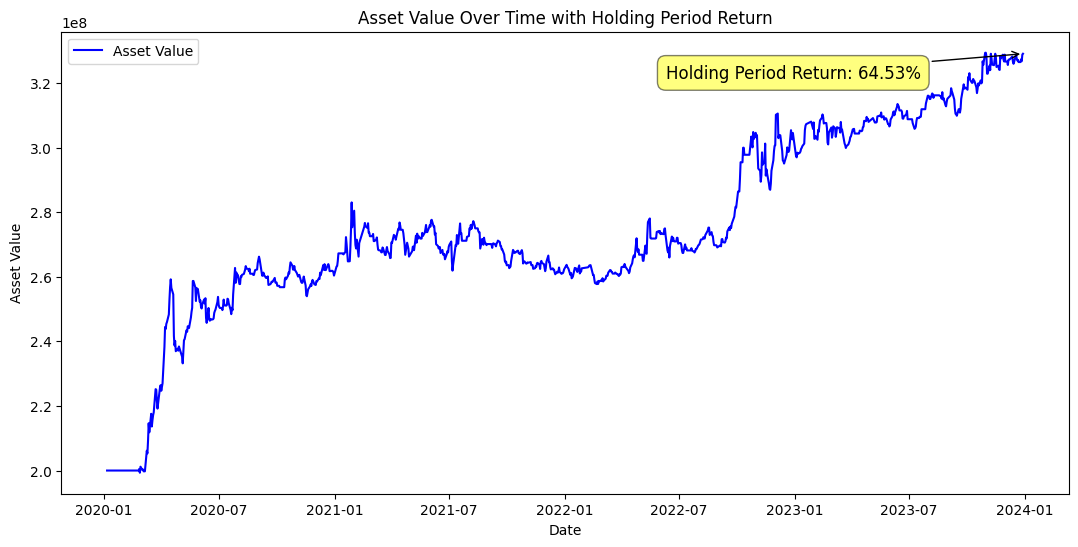 Asset Value Over Time with Holding Period Return
1e8
Asset Value
Holding Period Return: 64.53%
3.2
3.0
2.8
2.6
2.4
2.2
2.0
Asset Value
2020-01 2020-07 2021-01 2021-07 2022-01 2022-07 2023-01 2023-07 2024-01
Date